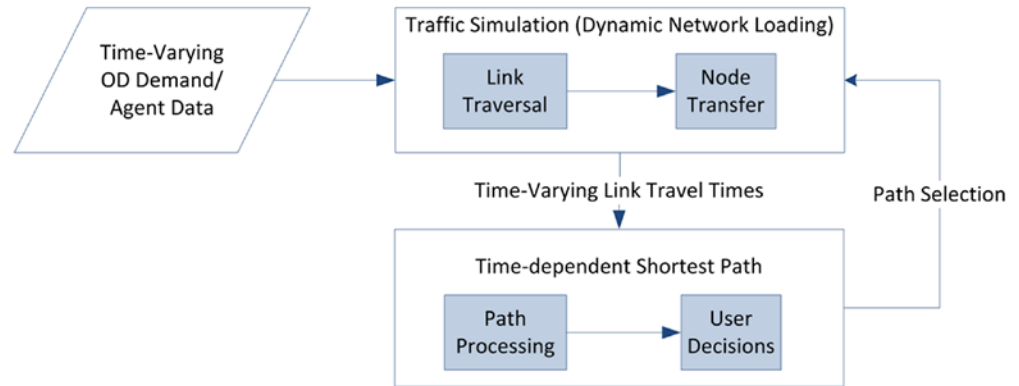 Time-Varying
OD Demand/
Agent Data
Traffic Simulation (Dynamic Network Loading)
Link
Traversal
Node
Transfer
Time-Varying Link Travel Times
Path Selection
Time-dependent Shortest Path
Path
Processing
User
Decisions